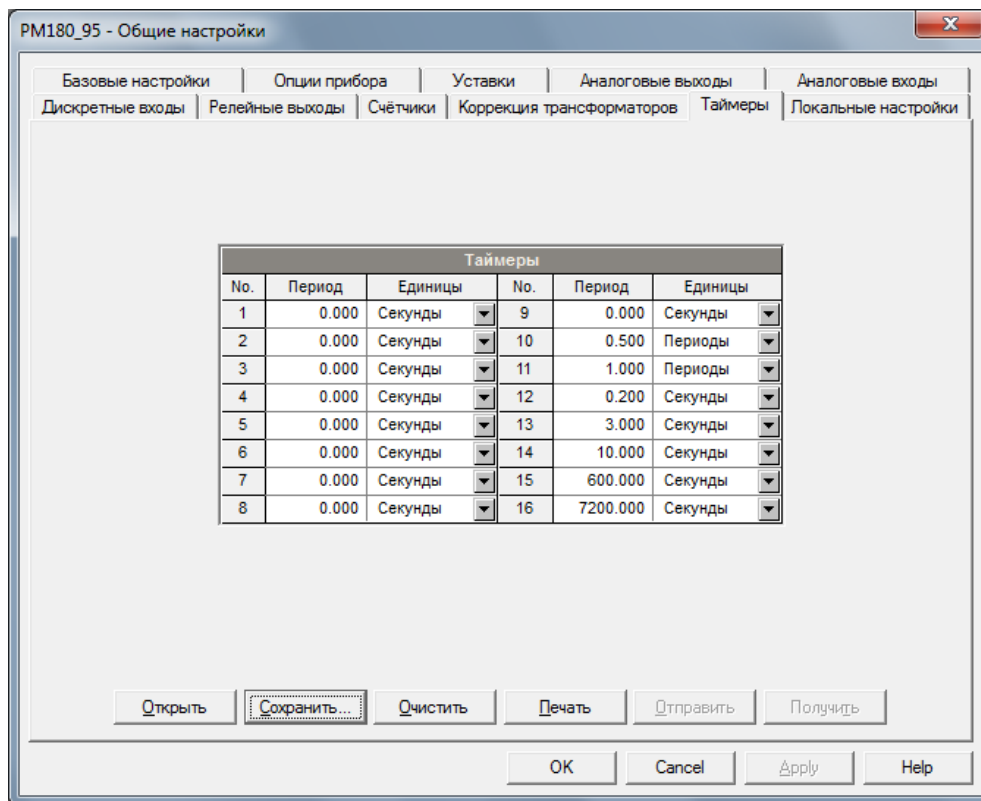 PM180_95 - Общие настройки
Базовые настройки Опции прибора Уставки Аналоговые выходы Аналоговые входы
Дискретные входы Релейные выходы Счётчики Коррекция трансформаторов Таймеры Локальные настройки
Таймеры
No. Период Единицы No. Период Единицы
1 0.000 Секунды 9 0.000 Секунды
2 0.000 Секунды 10 0.500 Периоды
3 0.000 Секунды 11 1.000 Периоды
4 0.000 Секунды 12 0.200 Секунды
5 0.000 Секунды 13 3.000 Секунды
6 0.000 Секунды 14 10.000 Секунды
7 0.000 Секунды 15 600.000 Секунды
8 0.000 Секунды 16 7200.000 Секунды
Открыть Сохранить... Очистить Печать Отправить Получить
OK Cancel Apply Help